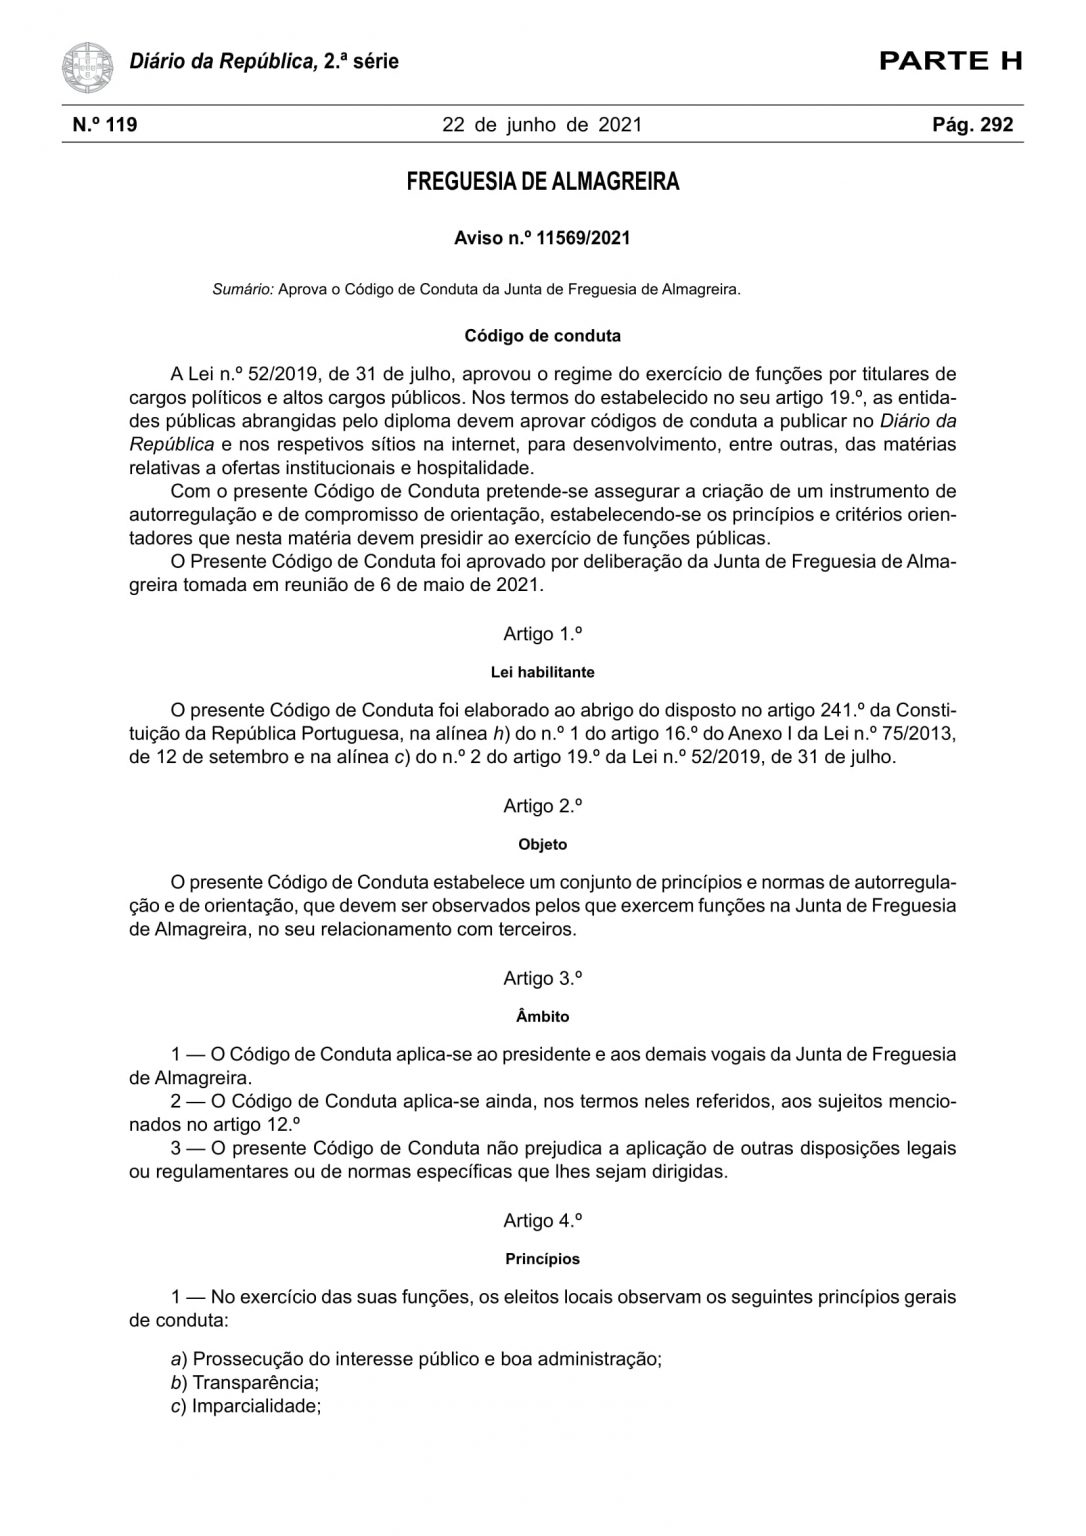 Diário da República, 2.ª série
PARTE H
N.º 119
22 de junho de 2021
Pág. 292
FREGUESIA DE ALMAGREIRA
Aviso n.º 11569/2021
Sumário: Aprova o Código de Conduta da Junta de Freguesia de Almagreira.
Código de conduta
A Lei n.º 52/2019, de 31 de julho, aprovou o regime do exercício de funções por titulares de
cargos políticos e altos cargos públicos. Nos termos do estabelecido no seu artigo 19.º, as entida-
des públicas abrangidas pelo diploma devem aprovar códigos de conduta a publicar no Diário da
República e nos respetivos sítios na internet, para desenvolvimento, entre outras, das matérias
relativas a ofertas institucionais e hospitalidade.
Com o presente Código de Conduta pretende-se assegurar a criação de um instrumento de
autorregulação e de compromisso de orientação, estabelecendo-se os princípios e critérios orien-
tadores que nesta matéria devem presidir ao exercício de funções públicas.
O Presente Código de Conduta foi aprovado por deliberação da Junta de Freguesia de Alma-
greira tomada em reunião de 6 de maio de 2021.
Artigo 1.º
Lei habilitante
O presente Código de Conduta foi elaborado ao abrigo do disposto no artigo 241.º da Consti-
tuição da República Portuguesa, na alínea h) do n.º 1 do artigo 16.º do Anexo I da Lei n.º 75/2013,
de 12 de setembro e na alínea c) do n.º 2 do artigo 19.º da Lei n.º 52/2019, de 31 de julho.
Artigo 2.º
Objeto
O presente Código de Conduta estabelece um conjunto de princípios e normas de autorregula-
ção e de orientação, que devem ser observados pelos que exercem funções na Junta de Freguesia
de Almagreira, no seu relacionamento com terceiros.
Artigo 3.º
Âmbito
1 — O Código de Conduta aplica-se ao presidente e aos demais vogais da Junta de Freguesia
de Almagreira.
2 — O Código de Conduta aplica-se ainda, nos termos neles referidos, aos sujeitos mencio-
nados no artigo 12.º
3 — O presente Código de Conduta não prejudica a aplicação de outras disposições legais
ou regulamentares ou de normas específicas que lhes sejam dirigidas.
Artigo 4.º
Princípios
1 — No exercício das suas funções, os eleitos locais observam os seguintes princípios gerais
de conduta:
a) Prossecução do interesse público e boa administração;
b) Transparência;
c) Imparcialidade;